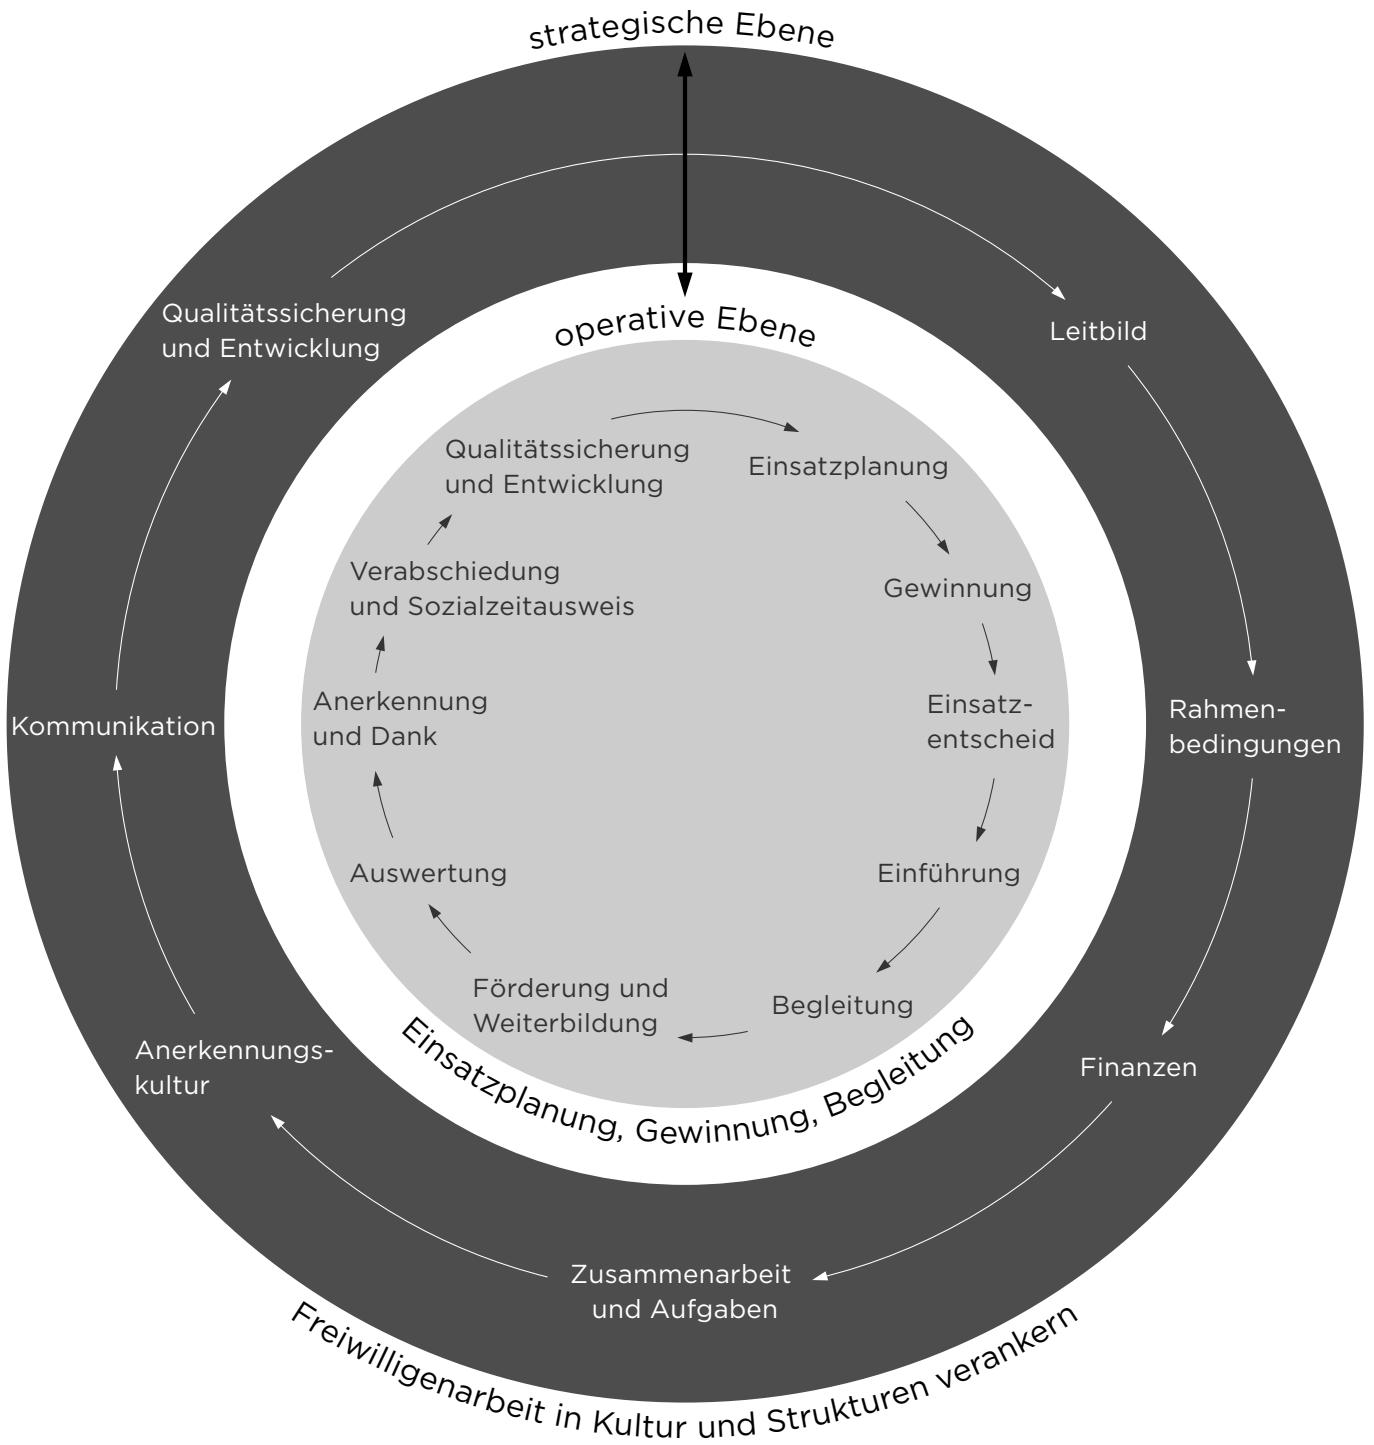 strategische Ebene
Qualitätssicherung
und Entwicklung
Leitbild
Rahmen-
bedingungen
Finanzen
Zusammenarbeit
und Aufgaben
Anerkennungs-
kultur
Kommunikation
operative Ebene
Qualitätssicherung
und Entwicklung
Einsatzplanung
Gewinnung
Einsatz-
entscheid
Einführung
Begleitung
Förderung und
Weiterbildung
Auswertung
Anerkennung
und Dank
Verabschiedung
und Sozialzeitausweis
Einsatzplanung, Gewinnung, Begleitung
Freiwilligenarbeit in Kultur und Strukturen verankern